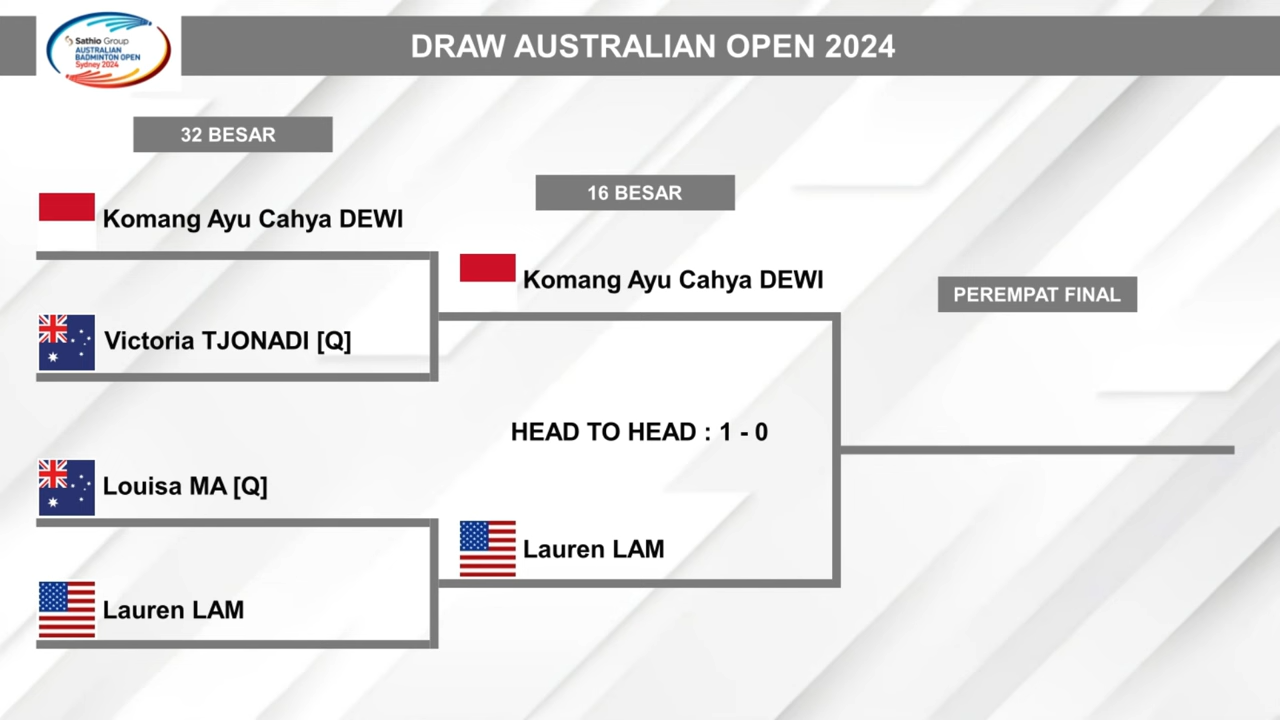 Sathio Group
AUSTRALIAN
BADMINTON OPEN
Sydney 2024
DRAW AUSTRALIAN OPEN 2024
32 BESAR
Komang Ayu Cahya DEWI
Victoria TJONADI [Q]
Louisa MA [Q]
Lauren LAM
16 BESAR
Komang Ayu Cahya DEWI
HEAD TO HEAD : 1 - 0
Lauren LAM
PEREMPAT FINAL